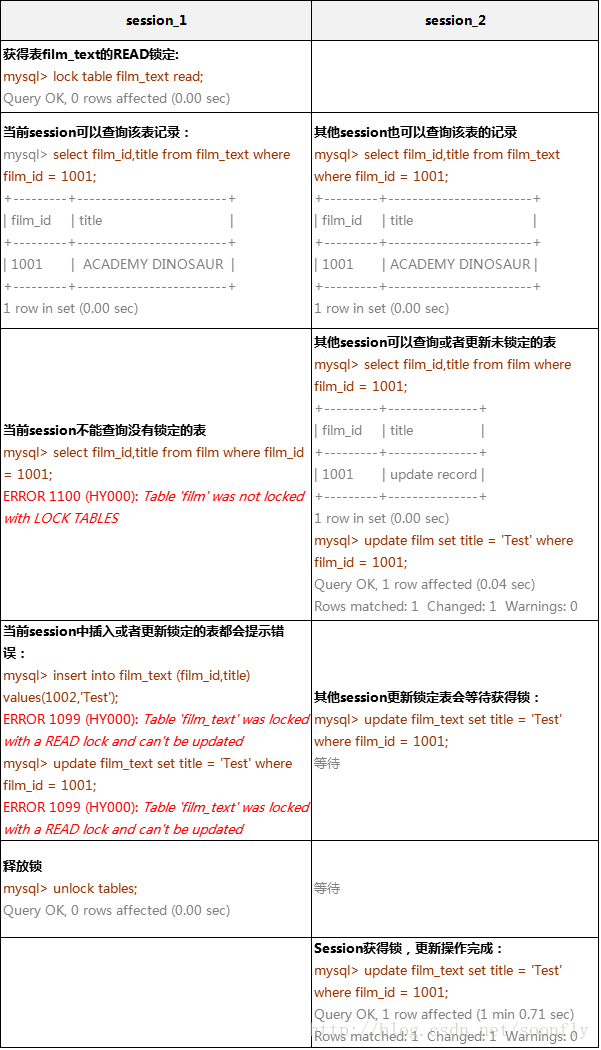 session_1
session_2
获得表film_text的READ锁定:
mysql> lock table film_text read;
Query OK, 0 rows affected (0.00 sec)
当前session可以查询该表记录：
mysql> select film_id,title from film_text where
film_id = 1001;
+---------+------------------------+
| film_id | title |
+---------+------------------------+
| 1001 | ACADEMY DINOSAUR |
+---------+------------------------+
1 row in set (0.00 sec)
其他session也可以查询该表的记录
mysql> select film_id,title from film_text
where film_id = 1001;
+---------+-----------------------+
| film_id | title |
+---------+-----------------------+
| 1001 | ACADEMY DINOSAUR |
+---------+-----------------------+
1 row in set (0.00 sec)
当前session不能查询没有锁定的表
mysql> select film_id,title from film where film_id
= 1001;
ERROR 1100 (HY000): Table 'film' was not locked
with LOCK TABLES
其他session可以查询或者更新未锁定的表
mysql> select film_id,title from film where
film_id = 1001;
+---------+--------------+
| film_id | title |
+---------+--------------+
| 1001 | update record |
+---------+--------------+
1 row in set (0.00 sec)
mysql> update film set title = 'Test' where
film_id = 1001;
Query OK, 1 row affected (0.04 sec)
Rows matched: 1 Changed: 1 Warnings: 0
当前session中插入或者更新锁定的表都会提示错
误：
mysql> insert into film_text (film_id,title)
values(1002,'Test');
ERROR 1099 (HY000): Table 'film_text' was locked
with a READ lock and can't be updated
mysql> update film_text set title = 'Test' where
film_id = 1001;
ERROR 1099 (HY000): Table 'film_text' was locked
with a READ lock and can't be updated
其他session更新锁定表会等待获得锁：
mysql> update film_text set title = 'Test'
where film_id = 1001;
等待
释放锁
mysql> unlock tables;
Query OK, 0 rows affected (0.00 sec)
等待
Session获得锁，更新操作完成：
mysql> update film_text set title = 'Test'
where film_id = 1001;
Query OK, 1 row affected (1 min 0.71 sec)
Rows matched: 1 Changed: 1 Warnings: 0
http://blog.csdn.net/soonfly